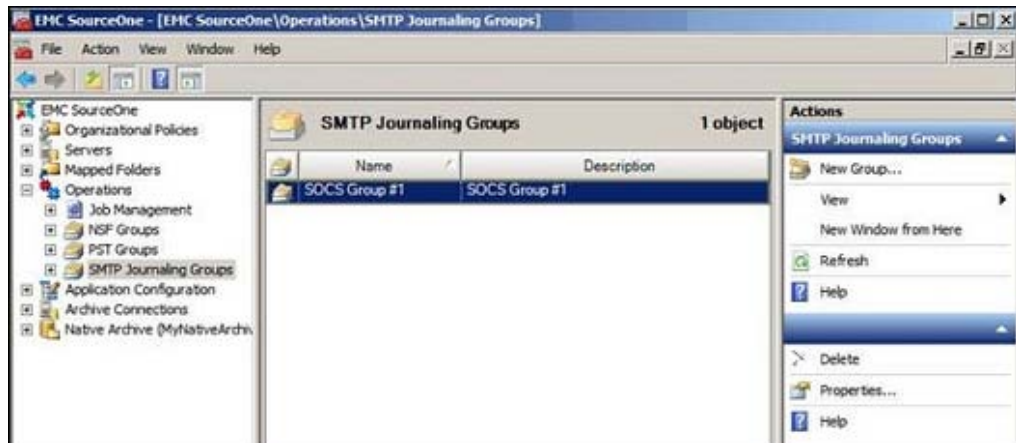 EMC SourceOne - [EMC SourceOne\Operations\SMTP Journaling Groups]
File Action View Window Help
EMC SourceOne
Organizational Policies
Servers
Mapped Folders
Operations
Job Management
NSF Groups
PST Groups
SMTP Journaling Groups
Application Configuration
Archive Connections
Native Archive (MyNativeArchiv
SMTP Journaling Groups 1 object
Name Description
SOCS Group #1 SOCS Group #1
Actions
SMTP Journaling Groups
New Group...
View
New Window from Here
Refresh
Help
Delete
Properties...
Help